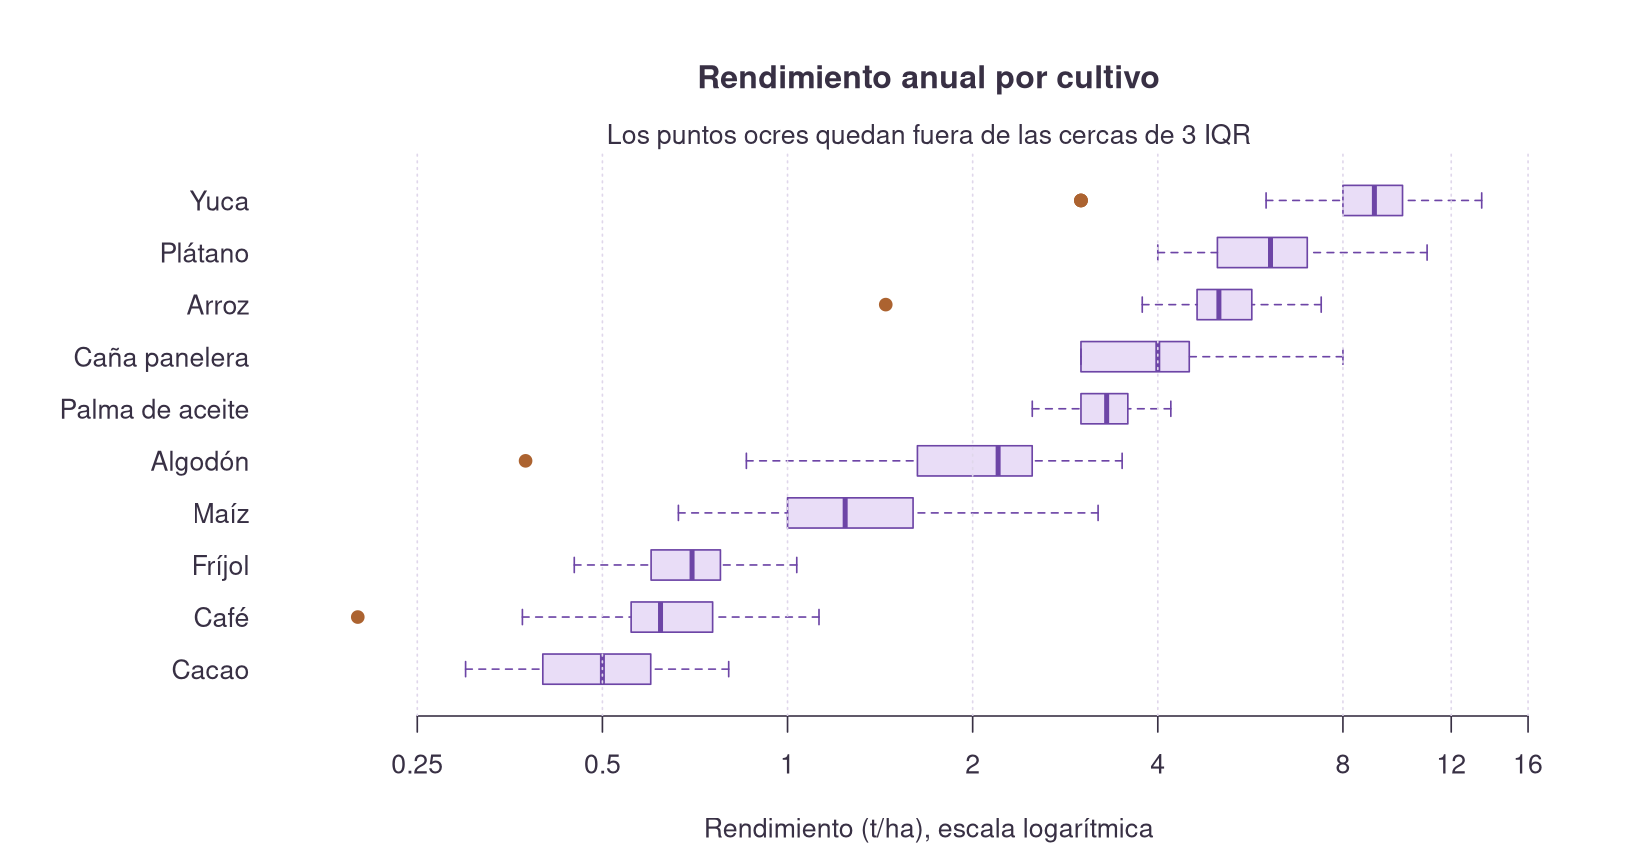 Rendimiento anual por cultivo
Los puntos ocres quedan fuera de las cercas de 3 IQR
Yuca
Plátano
Arroz
Caña panelera
Palma de aceite
Algodón
Maíz
Fríjol
Café
Cacao
0.25 0.5 1 2 4 8 12 16
Rendimiento (t/ha), escala logarítmica